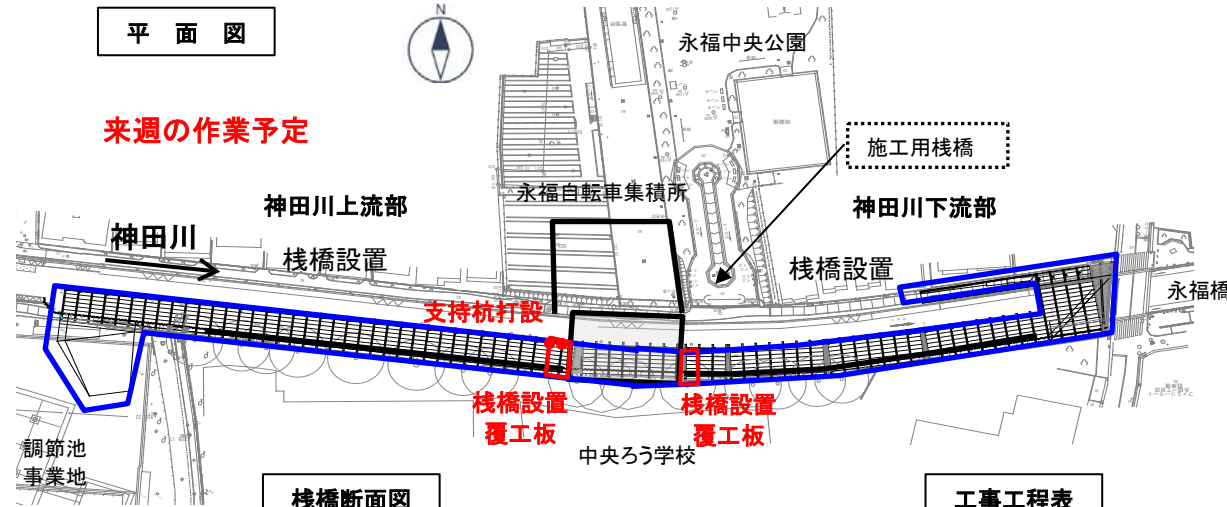 平 面 図
N
永福中央公園
来週の作業予定
施工用桟橋
永福自転車集積所
神田川上流部
神田川下流部
神田川
桟橋設置
桟橋設置
永福橋
支持杭打設
桟橋設置
覆工板
桟橋設置
覆工板
中央ろう学校
調節池
事業地
桟橋断面図
工事工程表